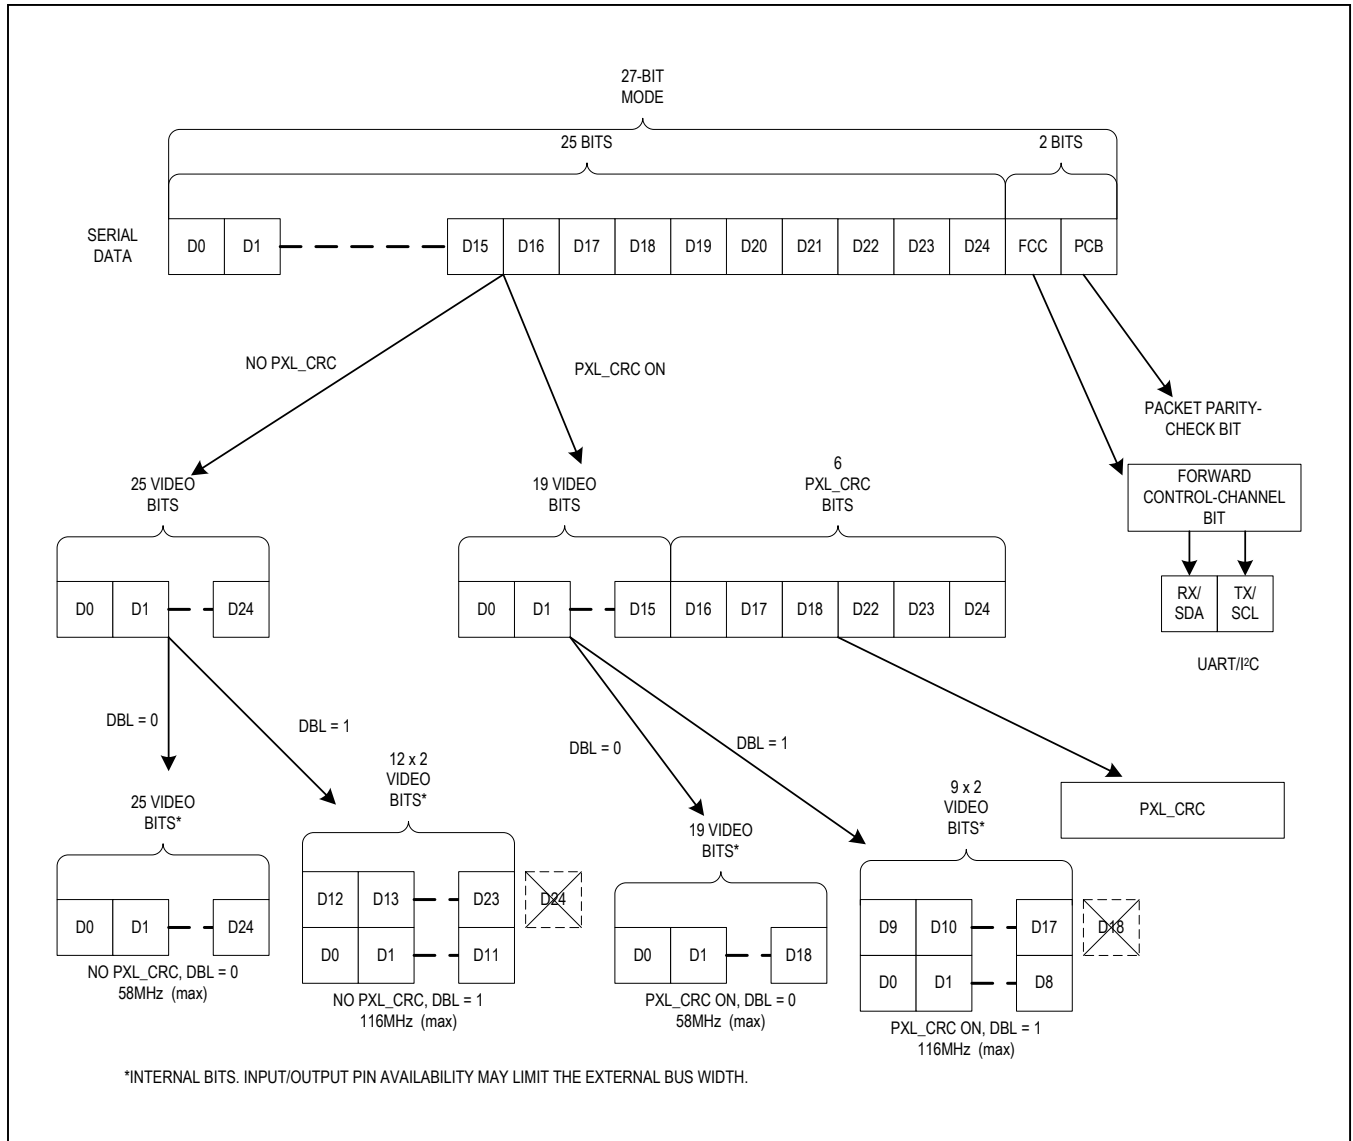 27-BIT
MODE
25 BITS
2 BITS
SERIAL
DATA
D0 D1 D15 D16 D17 D18 D19 D20 D21 D22 D23 D24 FCC PCB
NO PXL_CRC
PXL_CRC ON
PACKET PARITY-
CHECK BIT
25 VIDEO
BITS
19 VIDEO
BITS
6
PXL_CRC
BITS
FORWARD
CONTROL-CHANNEL
BIT
D0 D1 D24
D0 D1 D15 D16 D17 D18 D22 D23 D24
RX/
SDA
TX/
SCL
UART/I²C
DBL = 0
DBL = 1
DBL = 0
DBL = 1
25 VIDEO
BITS*
12 x 2
VIDEO
BITS*
19 VIDEO
BITS*
9 x 2
VIDEO
BITS*
PXL_CRC
D0 D1 D24
NO PXL_CRC, DBL = 0
58MHz (max)
D12 D13 D23 D24
D0 D1 D11
NO PXL_CRC, DBL = 1
116MHz (max)
D0 D1 D18
PXL_CRC ON, DBL = 0
58MHz (max)
D9 D10 D17 D18
D0 D1 D8
PXL_CRC ON, DBL = 1
116MHz (max)
*INTERNAL BITS. INPUT/OUTPUT PIN AVAILABILITY MAY LIMIT THE EXTERNAL BUS WIDTH.